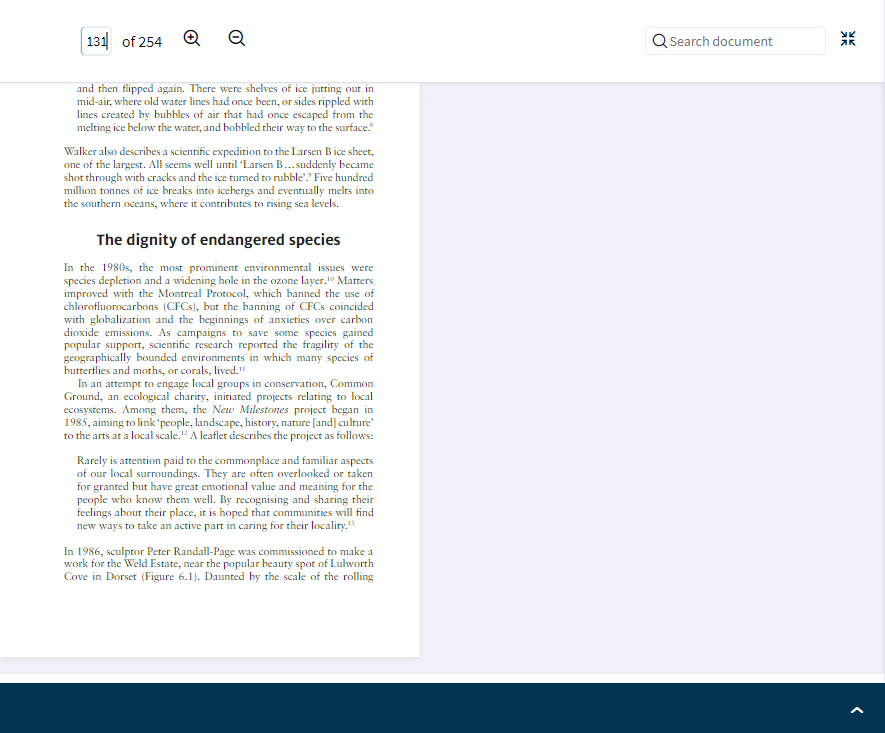 131 of 254
Search document
and then flipped again. There were shelves of ice jutting out in
mid-air, where old water lines had once been, or sides rippled with
lines created by bubbles of air that had once escaped from the
melting ice below the water, and bobbled their way to the surface.⁸
Walker also describes a scientific expedition to the Larsen B ice sheet,
one of the largest. All seems well until ‘Larsen B…suddenly became
shot through with cracks and the ice turned to rubble’.⁹ Five hundred
million tonnes of ice breaks into icebergs and eventually melts into
the southern oceans, where it contributes to rising sea levels.
The dignity of endangered species
In the 1980s, the most prominent environmental issues were
species depletion and a widening hole in the ozone layer.¹⁰ Matters
improved with the Montreal Protocol, which banned the use of
chlorofluorocarbons (CFCs), but the banning of CFCs coincided
with globalization and the beginnings of anxieties over carbon
dioxide emissions. As campaigns to save some species gained
popular support, scientific research reported the fragility of the
geographically bounded environments in which many species of
butterflies and moths, or corals, lived.¹¹
In an attempt to engage local groups in conservation, Common
Ground, an ecological charity, initiated projects relating to local
ecosystems. Among them, the New Milestones project began in
1985, aiming to link ‘people, landscape, history, nature [and] culture’
to the arts at a local scale.¹² A leaflet describes the project as follows:
Rarely is attention paid to the commonplace and familiar aspects
of our local surroundings. They are often overlooked or taken
for granted but have great emotional value and meaning for the
people who know them well. By recognising and sharing their
feelings about their place, it is hoped that communities will find
new ways to take an active part in caring for their locality.¹³
In 1986, sculptor Peter Randall-Page was commissioned to make a
work for the Weld Estate, near the popular beauty spot of Lulworth
Cove in Dorset (Figure 6.1). Daunted by the scale of the rolling